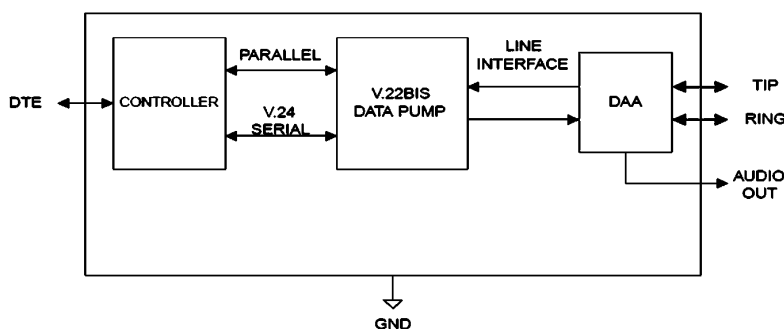 PARALLEL
LINE
INTERFACE
DTE
CONTROLLER
V.24
SERIAL
V.22BIS
DATA PUMP
DAA
TIP
RING
AUDIO
OUT
GND